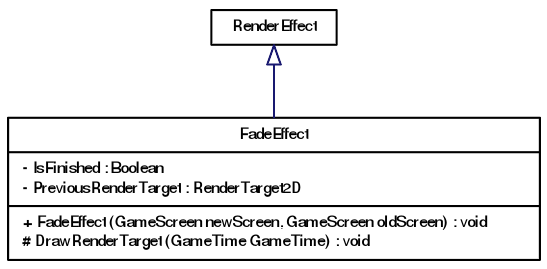 RenderEffect
FadeEffect
- IsFinished : Boolean
- PreviousRenderTarget : RenderTarget2D
+ FadeEffect(GameScreen newScreen, GameScreen oldScreen) : void
# DrawRenderTarget(GameTime GameTime) : void